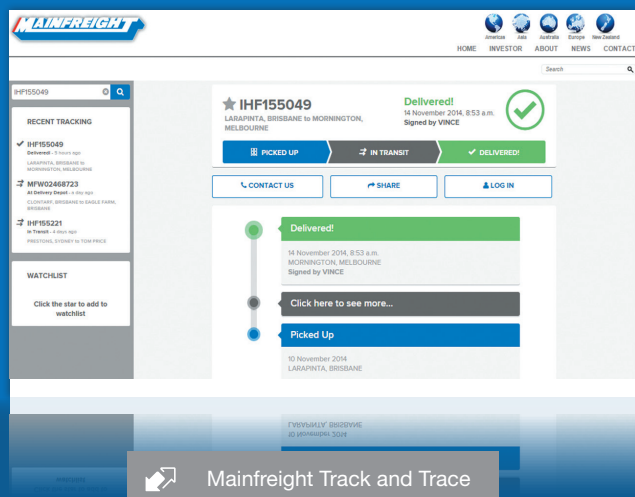 MAINFREIGHT
Americas Asia Australia Europe New Zealand
HOME INVESTOR ABOUT NEWS CONTACT
Search
IHF155049
RECENT TRACKING
IHF155049
Delivered - 5 hours ago
LARAPINTA, BRISBANE to
MORNINGTON, MELBOURNE
MFW02468723
At Delivery Depot - a day ago
CLONTARF, BRISBANE to EAGLE FARM,
BRISBANE
IHF155221
In Transit - 4 days ago
PRESTONS, SYDNEY to TOM PRICE
WATCHLIST
Click the star to add to
watchlist
IHF155049
LARAPINTA, BRISBANE to MORNINGTON,
MELBOURNE
Delivered!
14 November 2014, 8:53 a.m.
Signed by VINCE
PICKED UP IN TRANSIT DELIVERED!
CONTACT US SHARE LOG IN
Delivered!
14 November 2014, 8:53 a.m.
MORNINGTON, MELBOURNE
Signed by VINCE
Click here to see more...
Picked Up
10 November 2014
LARAPINTA, BRISBANE
LARAPINTA, BRISBANE
10 November 2014
Mainfreight Track and Trace